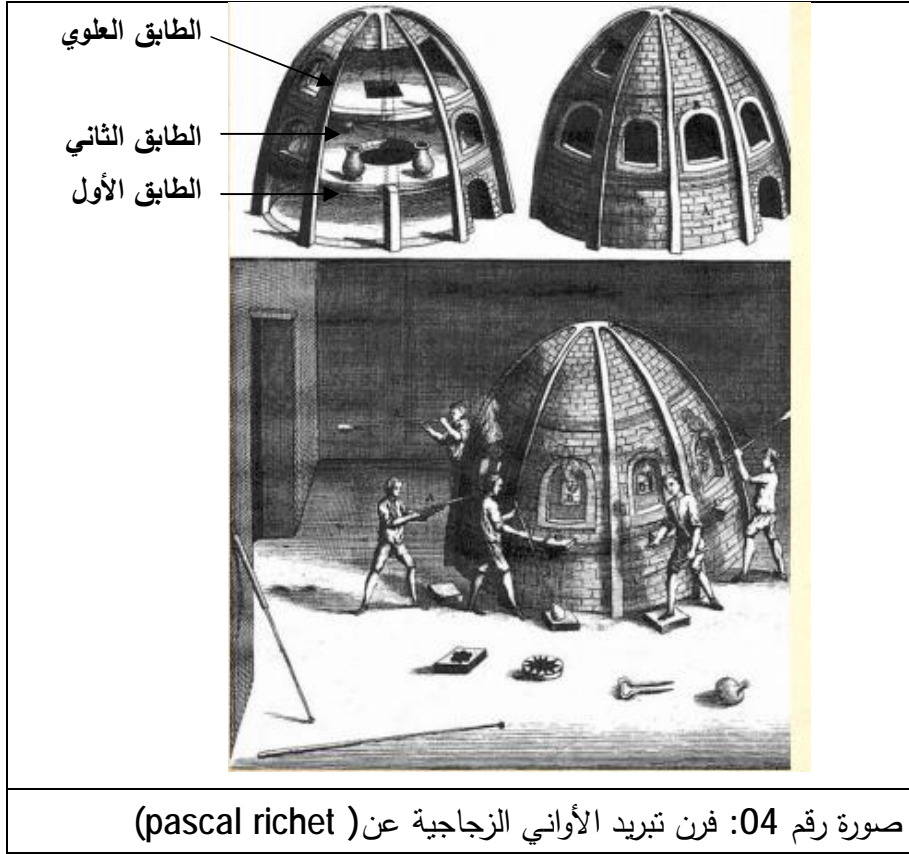 الطابق العلوي
الطابق الثاني
الطابق الأول
صورة رقم 04: فرن تبريد الأواني الزجاجية عن( pascal richet)